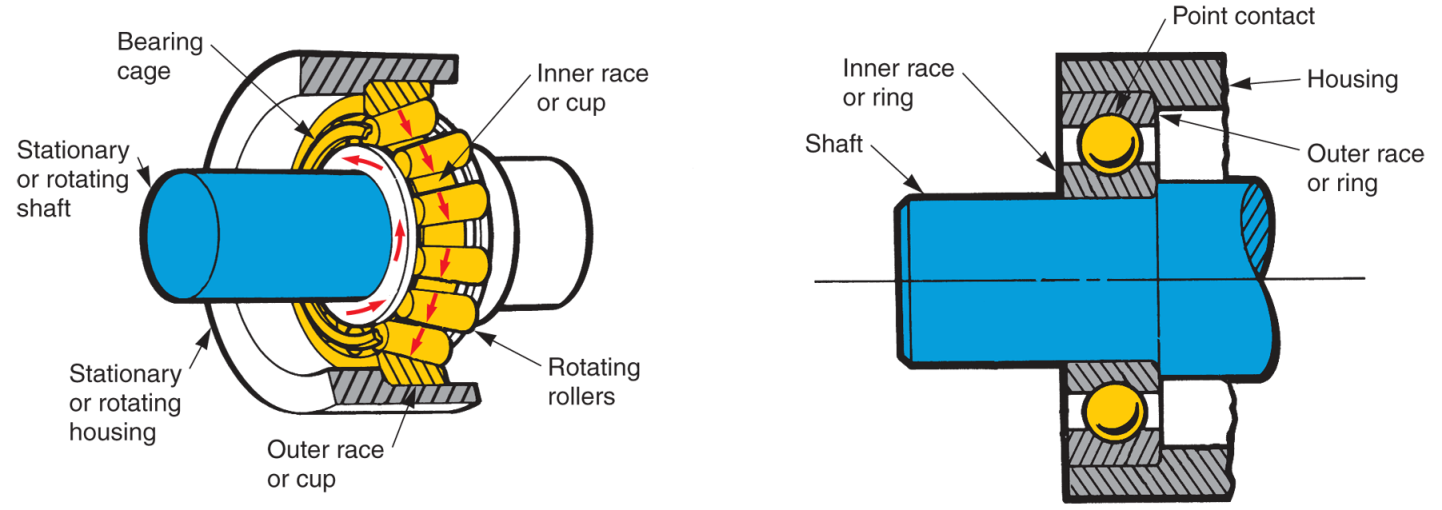 Bearing
cage
Inner race
or cup
Stationary
or rotating
shaft
Stationary
or rotating
housing
Outer race
or cup
Rotating
rollers
Point contact
Inner race
or ring
Housing
Shaft
Outer race
or ring